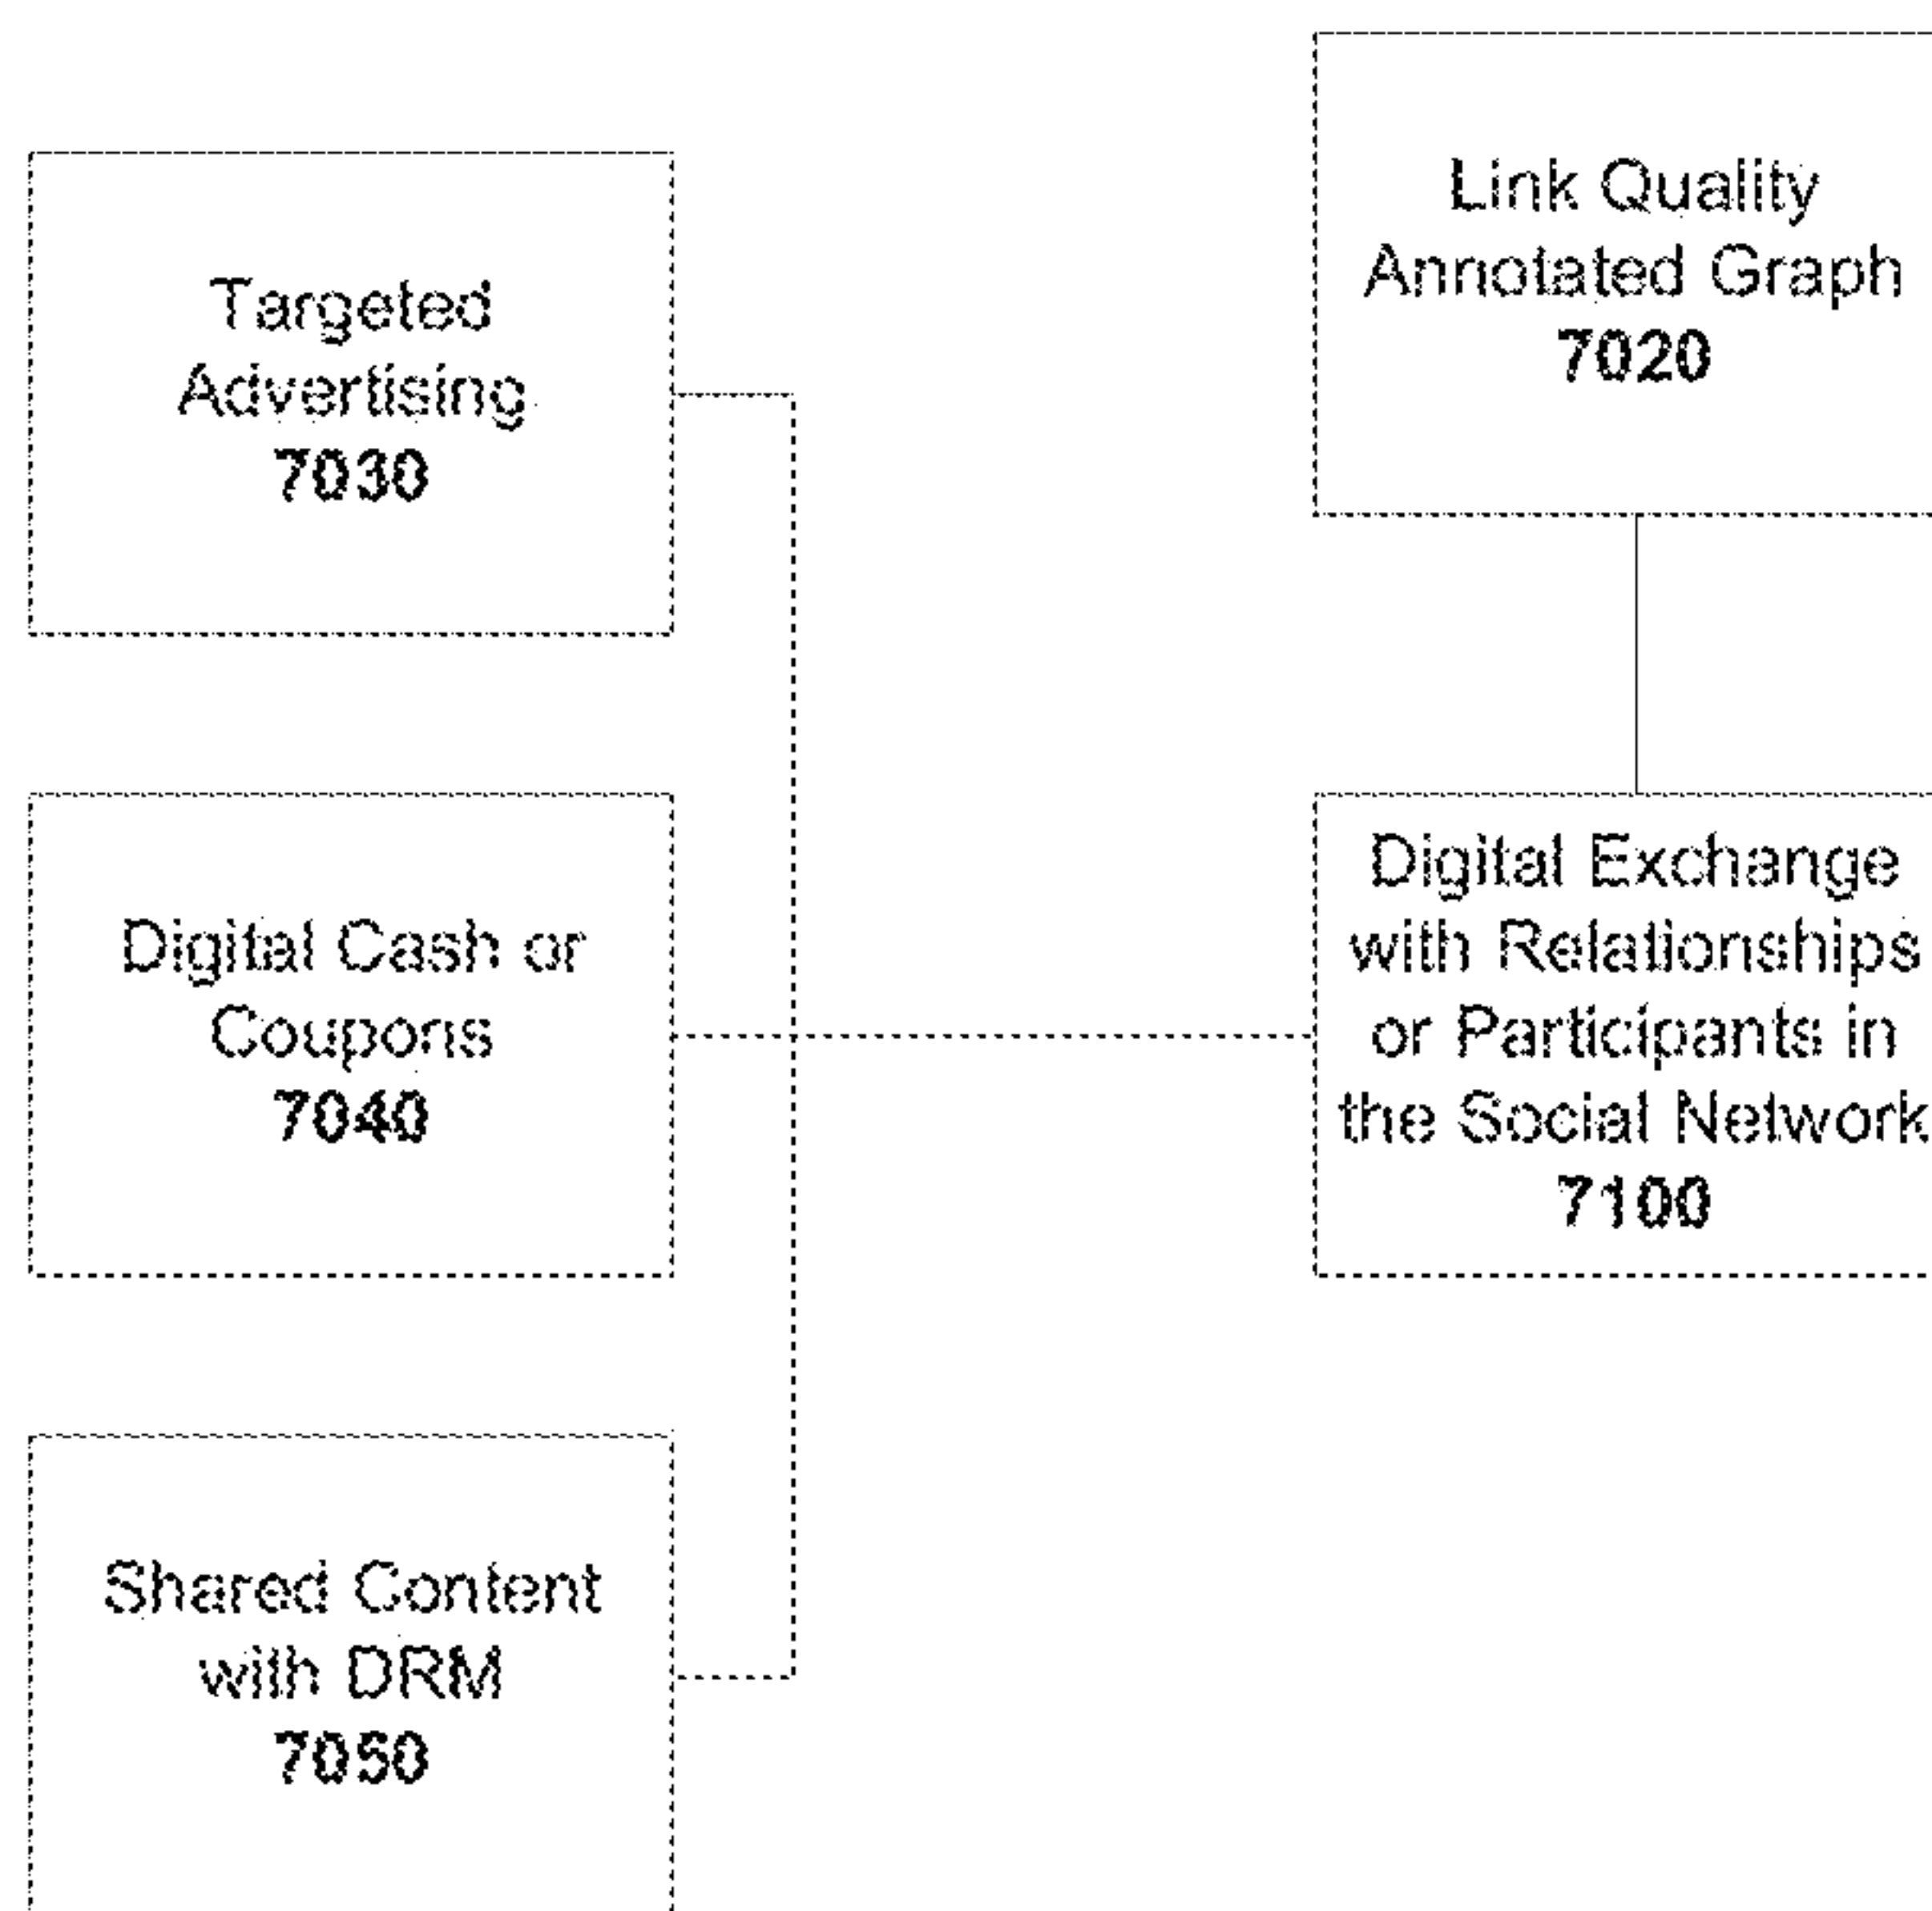 Targeted
Advertising
7030
Digital Cash or
Coupons
7040
Shared Content
with DRM
7050
Link Quality
Annotated Graph
7020
Digital Exchange
with Relationships
or Participants in
the Social Network
7100